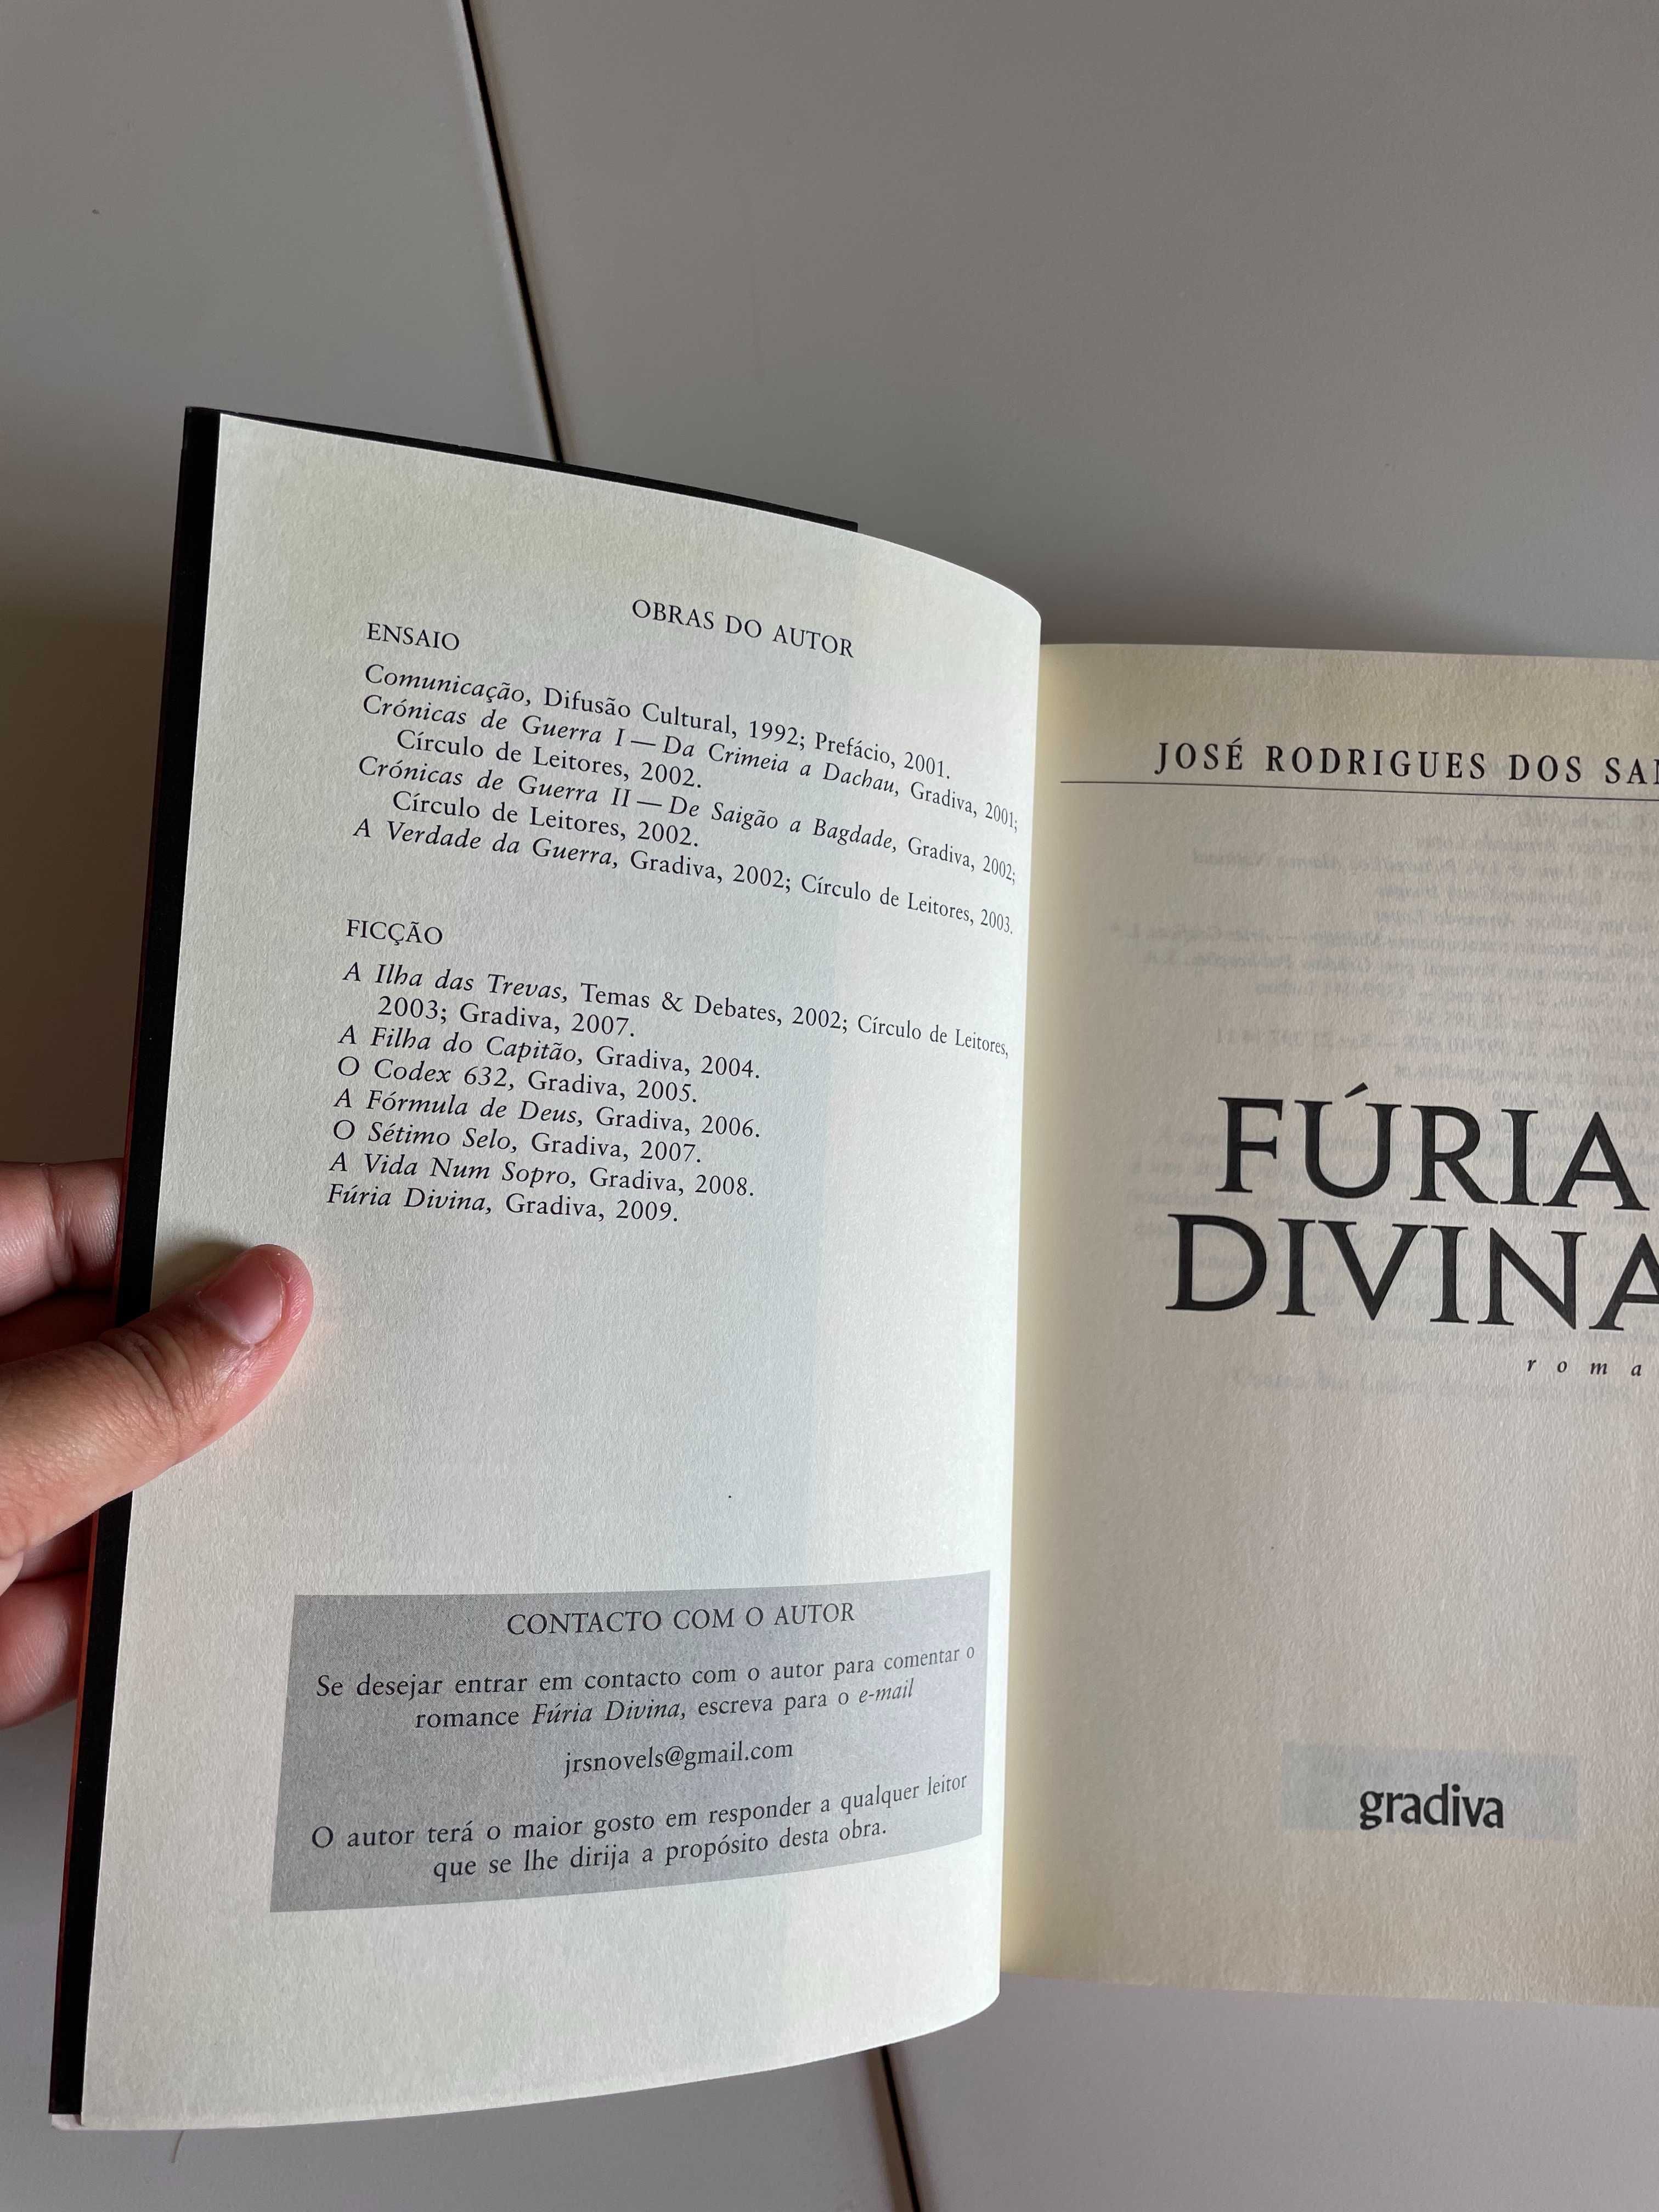 OBRAS DO AUTOR
ENSAIO
Comunicação, Difusão Cultural, 1992; Prefácio, 2001.
Crónicas de Guerra I — Da Crimeia a Dachau, Gradiva, 2001;
Círculo de Leitores, 2002.
Crónicas de Guerra II — De Saigão a Bagdade, Gradiva, 2002;
Círculo de Leitores, 2002.
A Verdade da Guerra, Gradiva, 2002; Círculo de Leitores, 2003.
FICÇÃO
A Ilha das Trevas, Temas & Debates, 2002; Círculo de Leitores,
2003; Gradiva, 2007.
A Filha do Capitão, Gradiva, 2004.
O Codex 632, Gradiva, 2005.
A Fórmula de Deus, Gradiva, 2006.
O Sétimo Selo, Gradiva, 2007.
A Vida Num Sopro, Gradiva, 2008.
Fúria Divina, Gradiva, 2009.
CONTACTO COM O AUTOR
Se desejar entrar em contacto com o autor para comentar o
romance Fúria Divina, escreva para o e-mail
jrsnovels@gmail.com
O autor terá o maior gosto em responder a qualquer leitor
que se lhe dirija a propósito desta obra.
JOSÉ RODRIGUES DOS SAN
FÚRIA
DIVINA
roma
gradiva